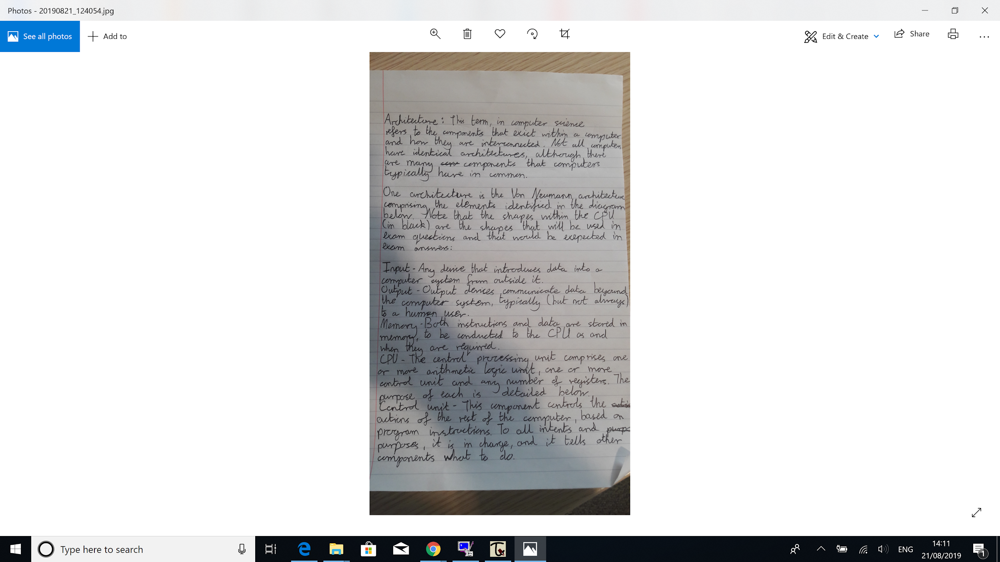 Photos - 20190821_124054.jpg
See all photos
Add to
Edit & Create
Share
Architecture: This term, in computer science
refers to the components that exist within a computer
and how they are interconnected. Not all computers
have identical architectures, although there
are many com components that computers
typically have in common.
One architecture is the Von Neumann architecture
comprising the elements identified in the diagram
below. Note that the shapes within the CPU
(in black) are the shapes that will be used in
exam questions and that would be exepected in
exam answers:
Input - Any device that introduces data into a
computer system from outside it.
Output - Output devices communicate data beyound
the computer system, typically (but not always)
to a human user.
Memory - Both instructions and data are stored in
memory, to be conducted to the CPU as and
when they are required.
CPU - The central processing unit comprises one
or more arithmetic logic unit, one or more
control unit and any number of registers. The
purpose of each is detailed below.
Control unit - This component controls the
actions of the rest of the computer, based on
program instructions. To all intents and purpo
purposes, it is in charge, and it tells other
components what to do.
Type here to search
ENG
14:11
21/08/2019
1